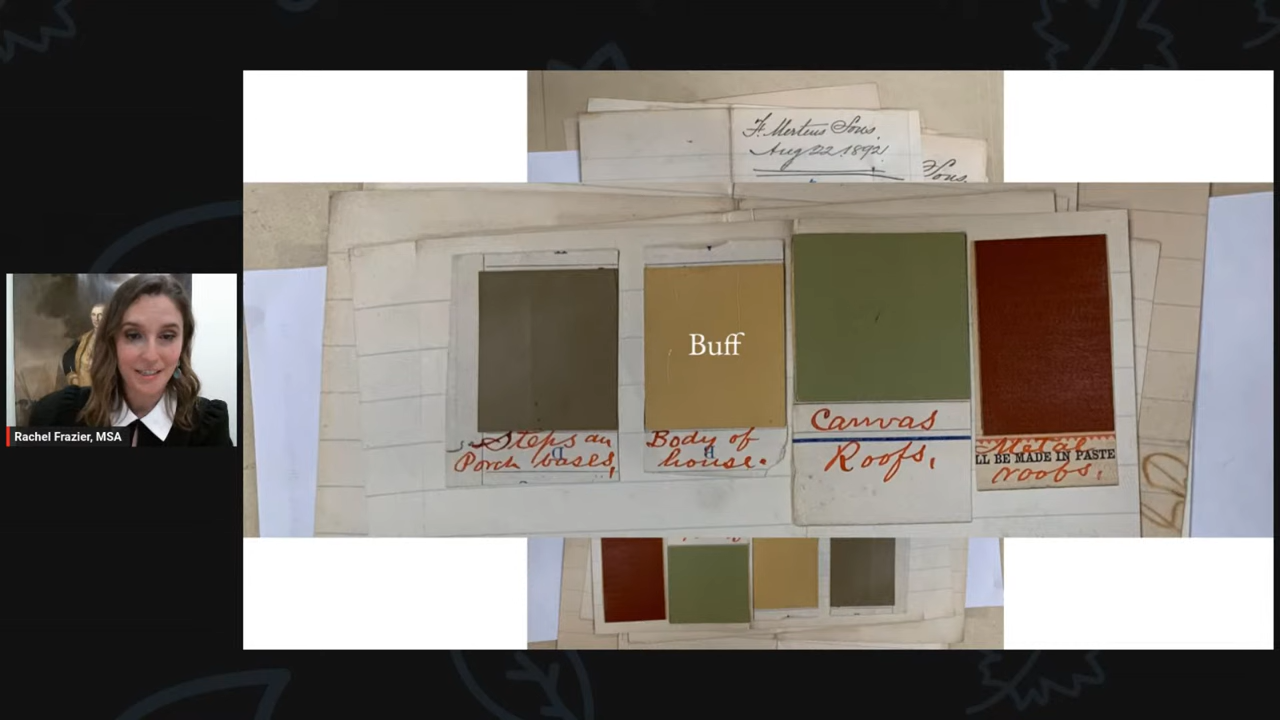 F. Mertens Sons,
Aug 22 1892
Sons.
Buff
Steps an
Porch bases,
Body of
house.
Canvas
Roofs,
Metal
LL BE MADE IN PASTE
roofs,
Rachel Frazier, MSA